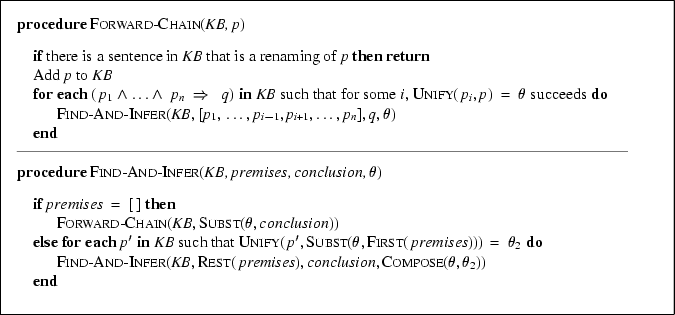 procedure FORWARD-CHAIN(KB, p)
if there is a sentence in KB that is a renaming of p then return
Add p to KB
for each ( p₁ ∧ . . . ∧ pₙ ⇒ q) in KB such that for some i, UNIFY( pᵢ, p) = θ succeeds do
FIND-AND-INFER(KB, [p₁, . . . , pᵢ₋₁, pᵢ₊₁, . . . , pₙ], q, θ)
end
procedure FIND-AND-INFER(KB, premises, conclusion, θ)
if premises = [ ] then
FORWARD-CHAIN(KB, SUBST(θ, conclusion))
else for each p′ in KB such that UNIFY( p′, SUBST(θ, FIRST( premises))) = θ₂ do
FIND-AND-INFER(KB, REST( premises), conclusion, COMPOSE(θ, θ₂))
end